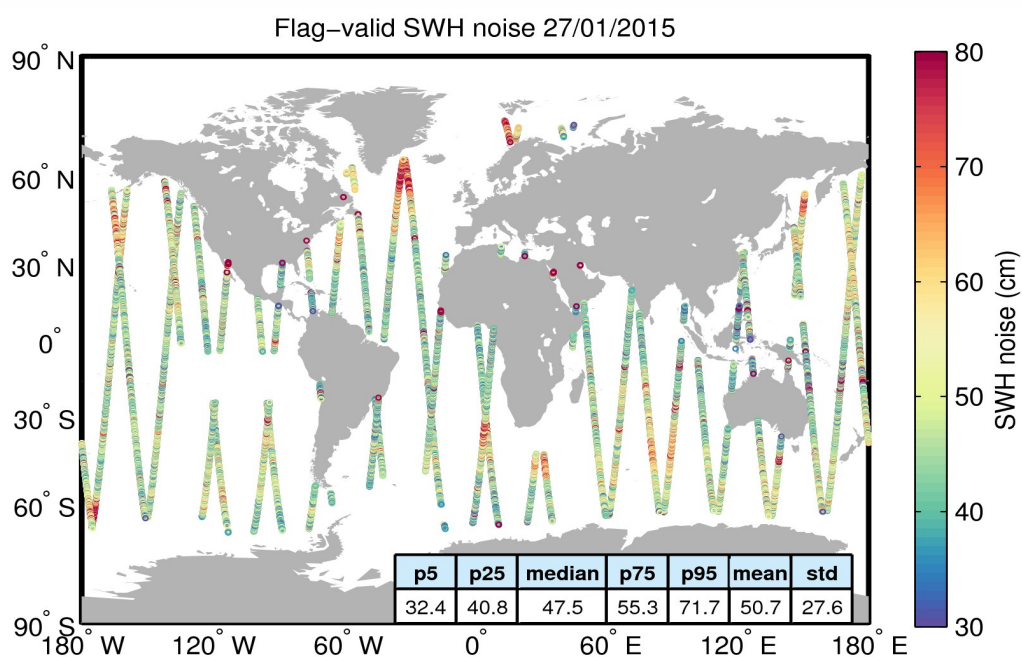 Flag−valid SWH noise 27/01/2015
90° N
60° N
30° N
0°
30° S
60° S
90° S
180° W
120° W
60° W
0°
60° E
120° E
180° E
80
70
60
50
40
30
SWH noise (cm)
p5 p25 median p75 p95 mean std
32.4 40.8 47.5 55.3 71.7 50.7 27.6